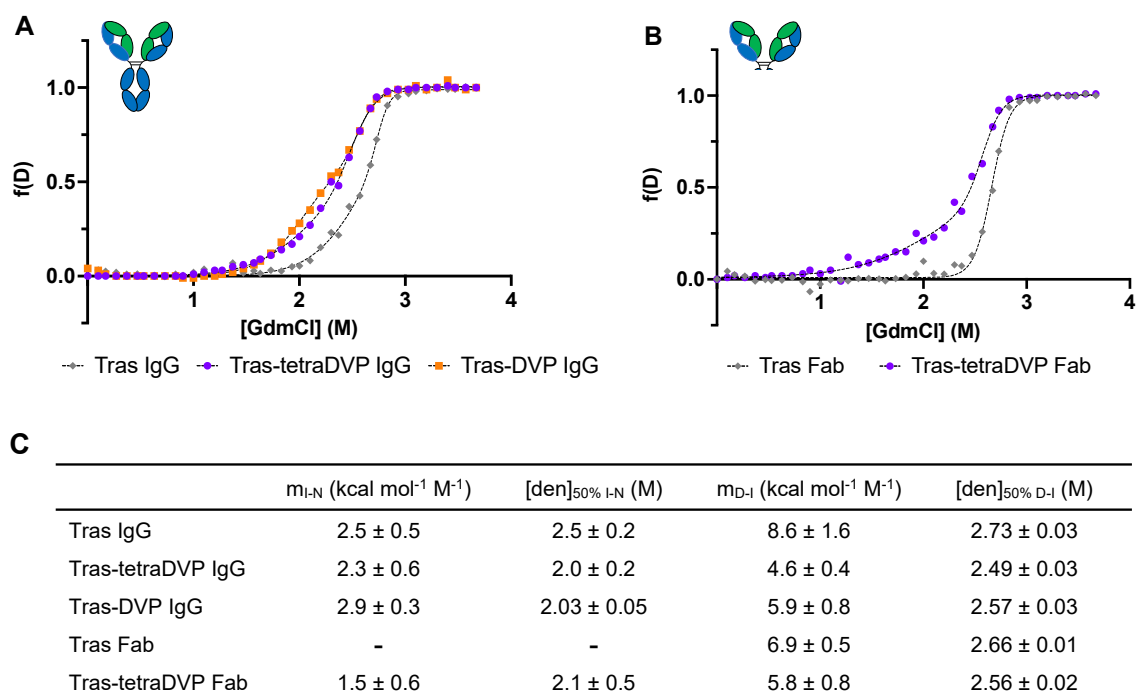 A
B
f(D)
1.0
0.5
0.0
1
2
3
4
[GdmCl] (M)
Tras IgG
Tras-tetraDVP IgG
Tras-DVP IgG
f(D)
1.0
0.5
0.0
1
2
3
4
[GdmCl] (M)
Tras Fab
Tras-tetraDVP Fab
C
mI-N (kcal mol-1 M-1) [den]50% I-N (M) mD-I (kcal mol-1 M-1) [den]50% D-I (M)
Tras IgG 2.5 ± 0.5 2.5 ± 0.2 8.6 ± 1.6 2.73 ± 0.03
Tras-tetraDVP IgG 2.3 ± 0.6 2.0 ± 0.2 4.6 ± 0.4 2.49 ± 0.03
Tras-DVP IgG 2.9 ± 0.3 2.03 ± 0.05 5.9 ± 0.8 2.57 ± 0.03
Tras Fab - - 6.9 ± 0.5 2.66 ± 0.01
Tras-tetraDVP Fab 1.5 ± 0.6 2.1 ± 0.5 5.8 ± 0.8 2.56 ± 0.02